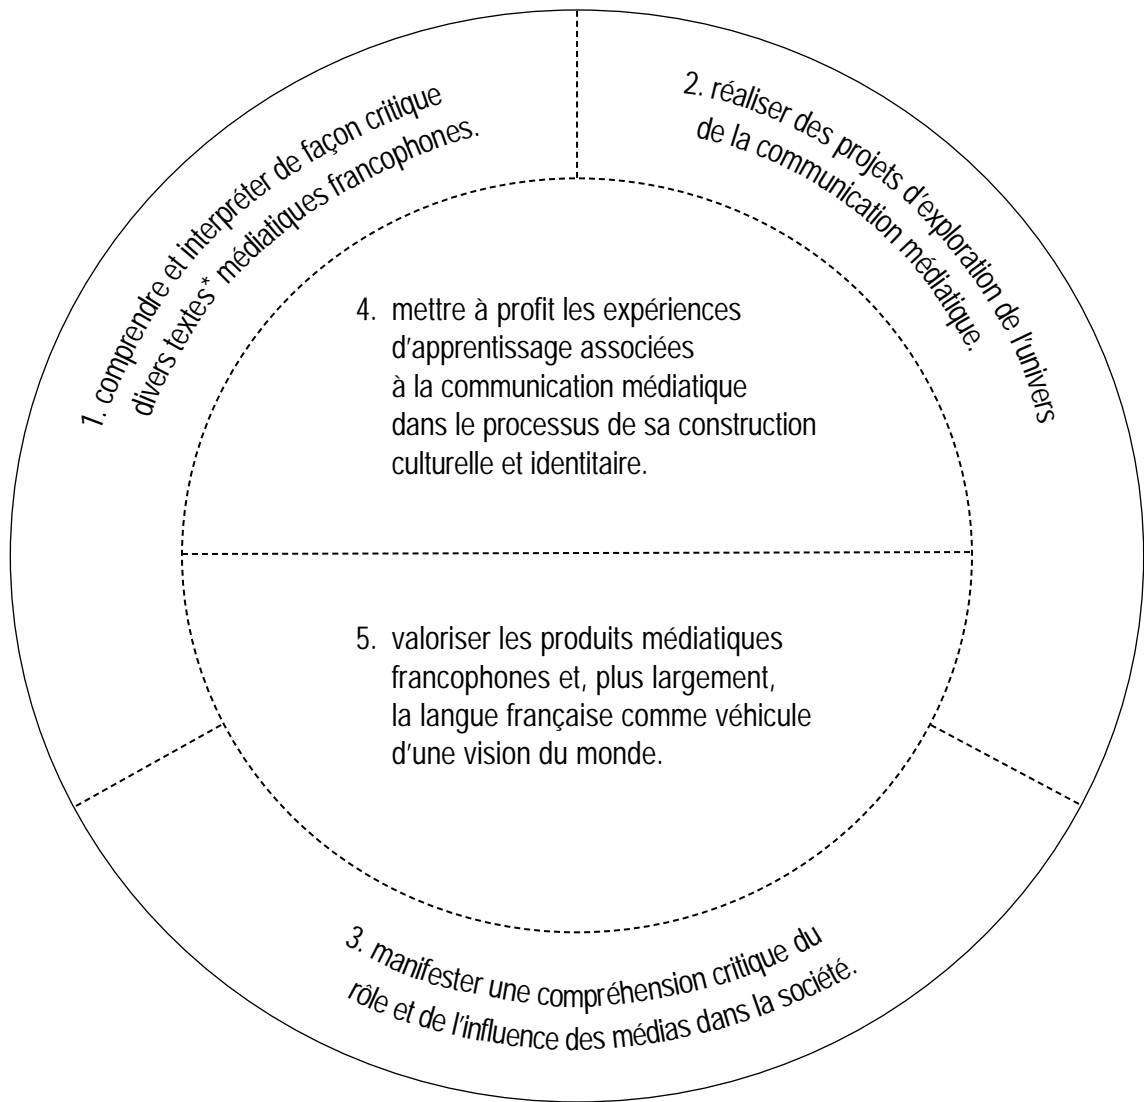 1. comprendre et interpréter de façon critique
divers textes* médiatiques francophones.
2. réaliser des projets d'exploration de l'univers
de la communication médiatique.
4. mettre à profit les expériences
d'apprentissage associées
à la communication médiatique
dans le processus de sa construction
culturelle et identitaire.
5. valoriser les produits médiatiques
francophones et, plus largement,
la langue française comme véhicule
d'une vision du monde.
3. manifester une compréhension critique du
rôle et de l'influence des médias dans la société.